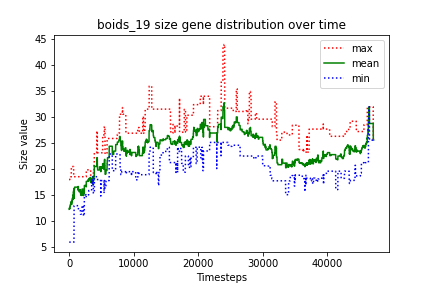 boids_19 size gene distribution over time
45
40
35
30
25
20
15
10
5
Size value
max
mean
min
0 10000 20000 30000 40000
Timesteps